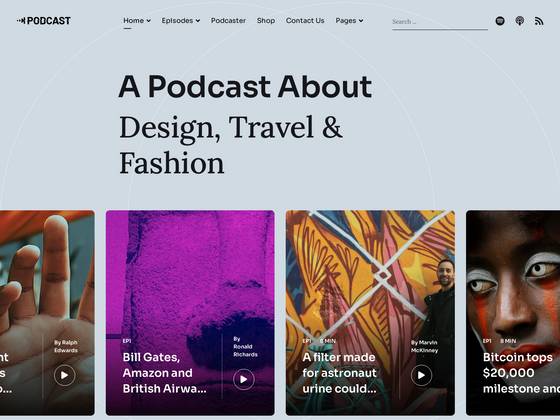 PODCAST
Home
Episodes
Podcaster
Shop
Contact Us
Pages
Search ...
A Podcast About
Design, Travel &
Fashion
By Ralph
Edwards
EP1
Bill Gates,
Amazon and
British Airwa...
By
Ronald
Richards
EP1 8 MIN
A filter made
for astronaut
urine could...
By Marvin
McKinney
EP1 8 MIN
Bitcoin tops
$20,000
milestone and